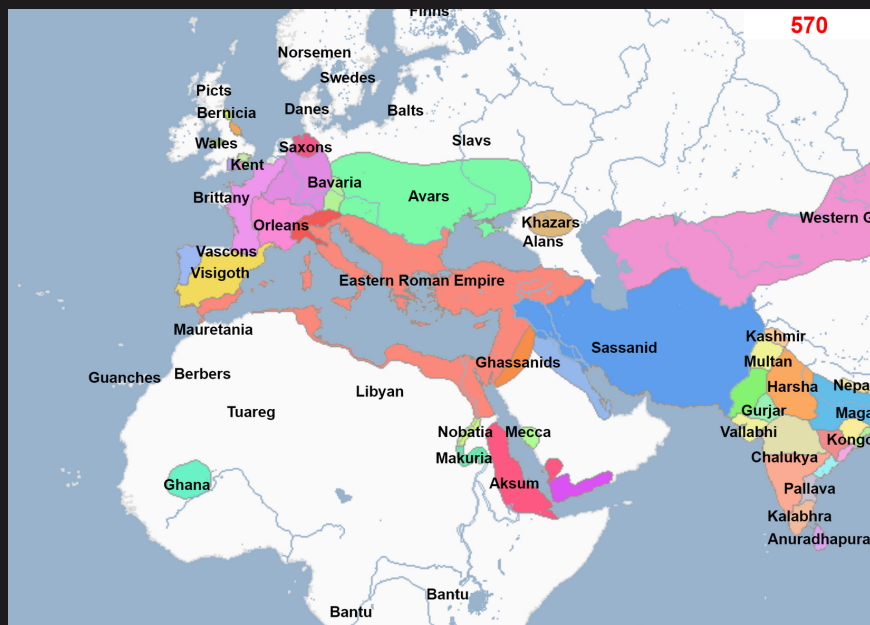 Finns
570
Norsemen
Swedes
Picts
Danes
Balts
Bernicia
Wales
Saxons
Slavs
Kent
Bavaria
Brittany
Avars
Orleans
Khazars
Western G
Alans
Vascons
Visigoth
Eastern Roman Empire
Mauretania
Kashmir
Sassanid
Multan
Ghassanids
Guanches
Berbers
Libyan
Harsha
Nepa
Tuareg
Gurjar
Maga
Nobatia
Mecca
Vallabhi
Kongo
Makuria
Chalukya
Ghana
Aksum
Pallava
Kalabhra
Anuradhapura
Bantu
Bantu